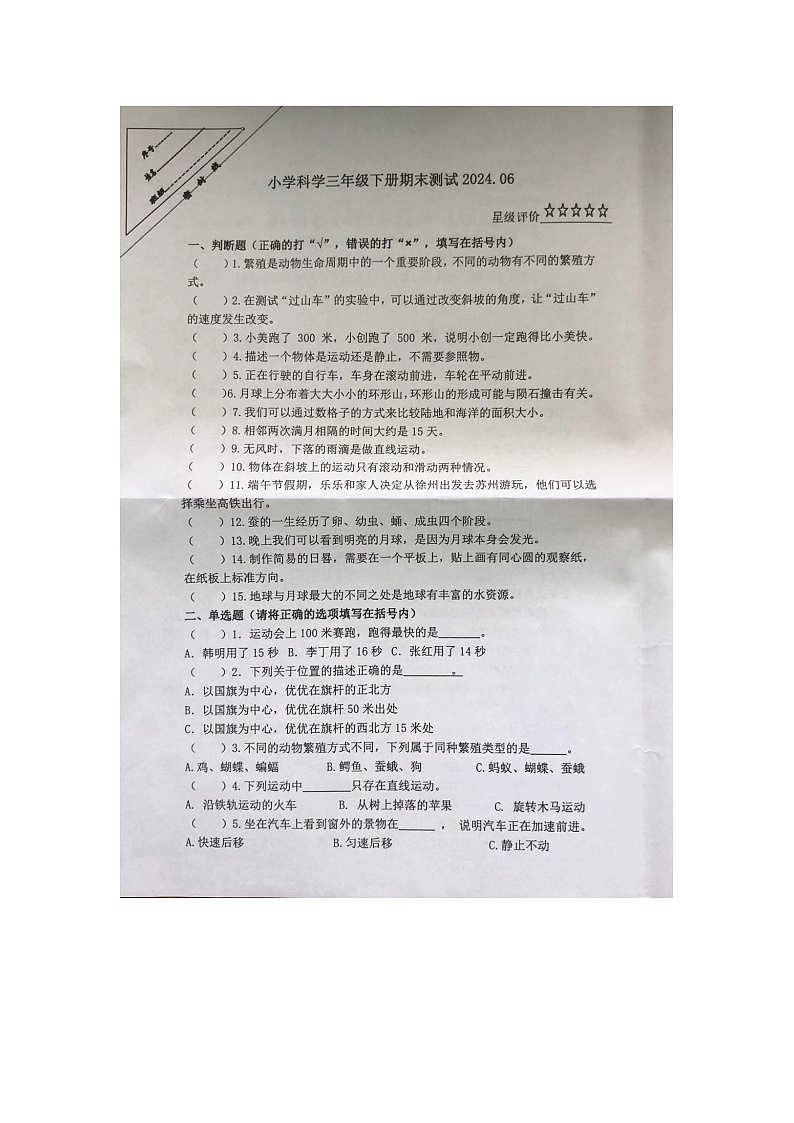 序号
姓名
班级
密 封 线
小学科学三年级下册期末测试2024.06
星级评价☆☆☆☆☆
一、判断题（正确的打“√”，错误的打“×”，填写在括号内）
（ ）1.繁殖是动物生命周期中的一个重要阶段，不同的动物有不同的繁殖方
式。
（ ）2.在测试“过山车”的实验中，可以通过改变斜坡的角度，让“过山车”
的速度发生改变。
（ ）3.小美跑了 300 米，小创跑了 500 米，说明小创一定跑得比小美快。
（ ）4.描述一个物体是运动还是静止，不需要参照物。
（ ）5.正在行驶的自行车，车身在滚动前进，车轮在平动前进。
（ ）6.月球上分布着大大小小的环形山，环形山的形成可能与陨石撞击有关。
（ ）7.我们可以通过数格子的方式来比较陆地和海洋的面积大小。
（ ）8.相邻两次满月相隔的时间大约是15天。
（ ）9.无风时，下落的雨滴是做直线运动。
（ ）10.物体在斜坡上的运动只有滚动和滑动两种情况。
（ ）11.端午节假期，乐乐和家人决定从徐州出发去苏州游玩，他们可以选
择乘坐高铁出行。
（ ）12.蚕的一生经历了卵、幼虫、蛹、成虫四个阶段。
（ ）13.晚上我们可以看到明亮的月球，是因为月球本身会发光。
（ ）14.制作简易的日晷，需要在一个平板上，贴上画有同心圆的观察纸，
在纸板上标准方向。
（ ）15.地球与月球最大的不同之处是地球有丰富的水资源。
二、单选题（请将正确的选项填写在括号内）
（ ）1．运动会上100米赛跑，跑得最快的是______。
A．韩明用了15秒 B．李丁用了16秒 C．张红用了14秒
（ ）2．下列关于位置的描述正确的是_______。
A．以国旗为中心，优优在旗杆的正北方
B．以国旗为中心，优优在旗杆50米出处
C．以国旗为中心，优优在旗杆的西北方15米处
（ ）3.不同的动物繁殖方式不同，下列属于同种繁殖类型的是_____。
A.鸡、蝴蝶、蝙蝠 B.鳄鱼、蚕蛾、狗 C.蚂蚁、蝴蝶、蚕蛾
（ ）4.下列运动中_______只存在直线运动。
A．沿铁轨运动的火车 B．从树上掉落的苹果 C．旋转木马运动
（ ）5.坐在汽车上看到窗外的景物在_____ ，说明汽车正在加速前进。
A.快速后移 B.匀速后移 C.静止不动